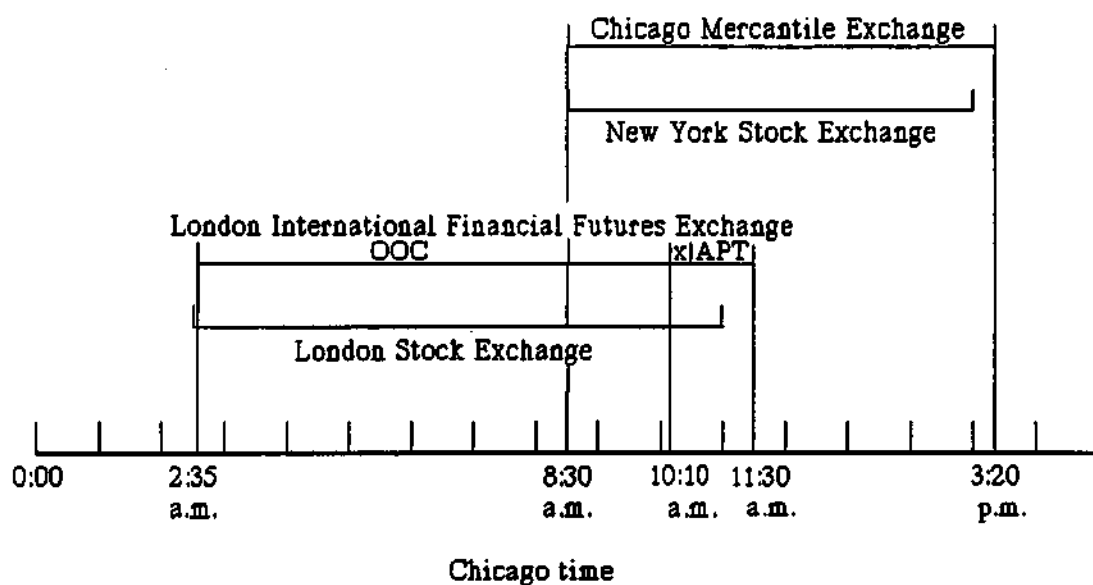 Chicago Mercantile Exchange
New York Stock Exchange
London International Financial Futures Exchange
OOC x|APT
London Stock Exchange
0:00 2:35 8:30 10:10 11:30 3:20
a.m. a.m. a.m. a.m. p.m.
Chicago time